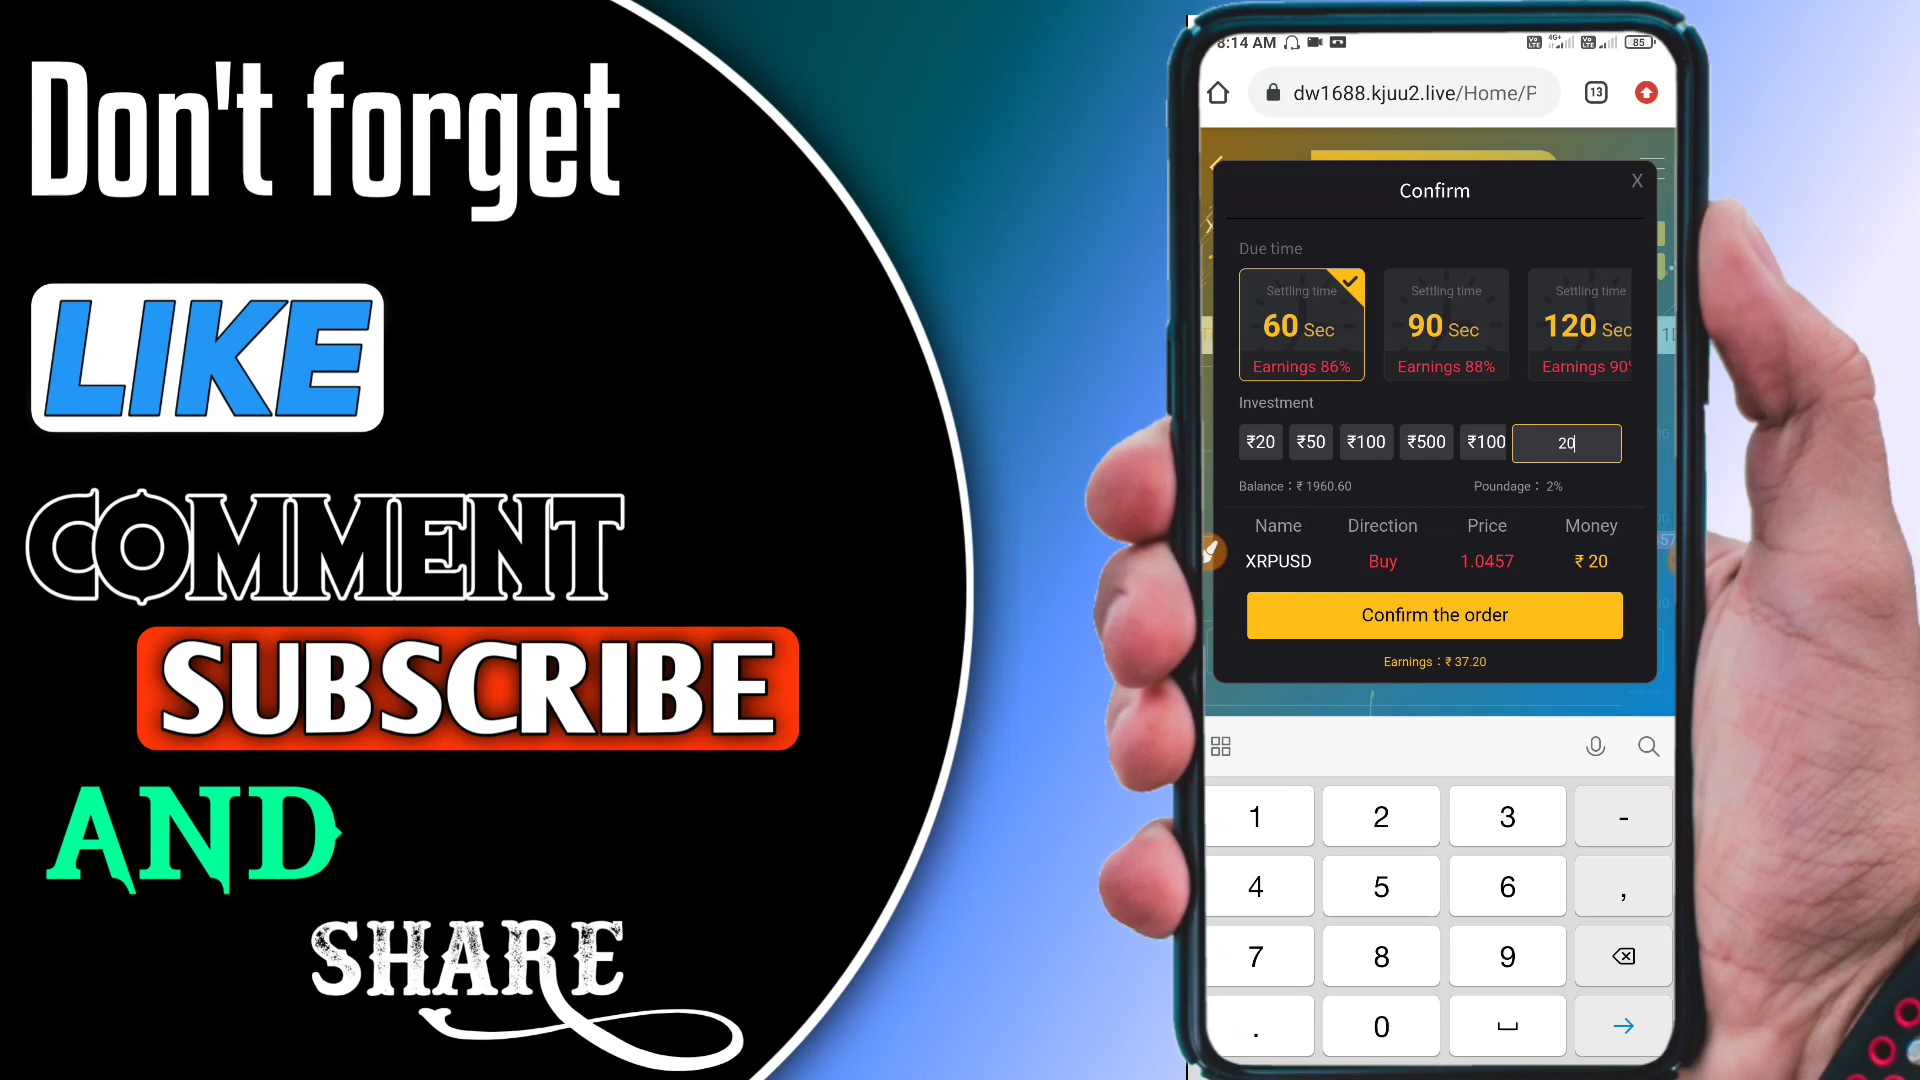 Don't forget
LIKE
COMMENT
SUBSCRIBE
AND
SHARE
8:14 AM
4G+
85
dw1688.kjuu2.live/Home/P
13
Confirm
X
Due time
Settling time Settling time Settling time
60 Sec 90 Sec 120 Sec
Earnings 86% Earnings 88% Earnings 90%
Investment
₹20 ₹50 ₹100 ₹500 ₹100 20
Balance：₹ 1960.60 Poundage： 2%
Name Direction Price Money
XRPUSD Buy 1.0457 ₹ 20
Confirm the order
Earnings：₹ 37.20
1 2 3 -
4 5 6 ,
7 8 9
. 0